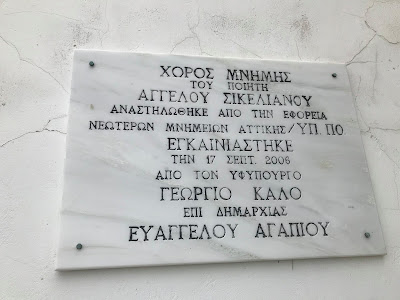 ΧΩΡΟΣ ΜΝΗΜΗΣ
ΤΟΥ ΠΟΙΗΤΗ
ΑΓΓΕΛΟΥ ΣΙΚΕΛΙΑΝΟΥ
ΑΝΑΣΤΗΛΩΘΗΚΕ ΑΠΟ ΤΗΝ ΕΦΟΡΕΙΑ
ΝΕΩΤΕΡΩΝ ΜΝΗΜΕΙΩΝ ΑΤΤΙΚΗΣ/ΥΠ.ΠΟ
ΕΓΚΑΙΝΙΑΣΤΗΚΕ
ΤΗΝ 17 ΣΕΠΤ. 2006
ΑΠΟ ΤΟΝ ΥΦΥΠΟΥΡΓΟ
ΓΕΩΡΓΙΟ ΚΑΛΟ
ΕΠΙ ΔΗΜΑΡΧΙΑΣ
ΕΥΑΓΓΕΛΟΥ ΑΓΑΠΙΟΥ